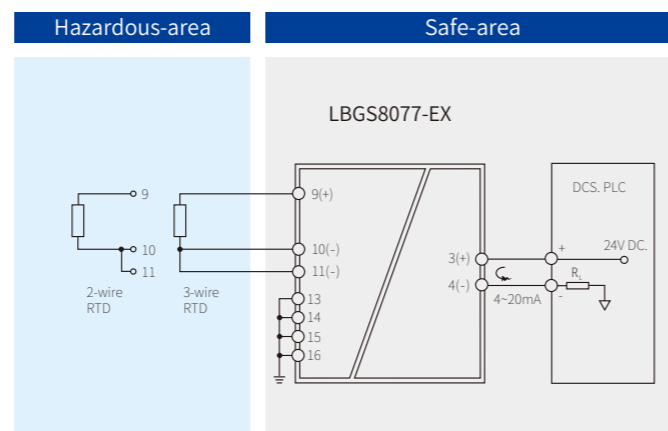 Hazardous-area
Safe-area
LBGS8077-EX
9
10
11
2-wire
RTD
3-wire
RTD
9(+)
10(-)
11(-)
13
14
15
16
3(+)
4(-)
4~20mA
DCS. PLC
+
24V DC.
RL
-